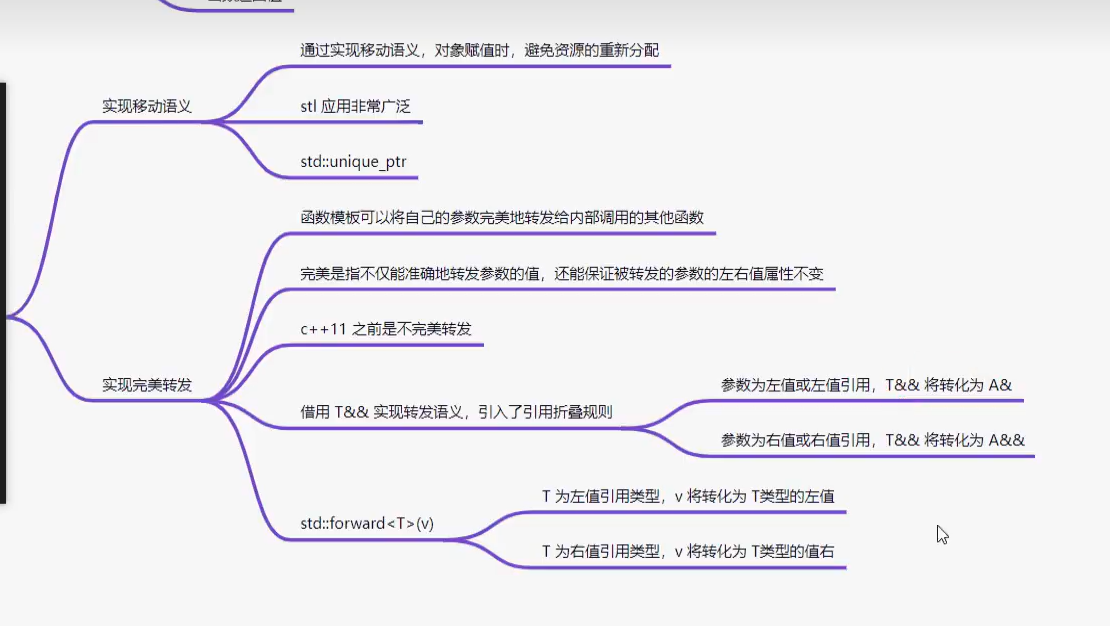 实现移动语义
通过实现移动语义，对象赋值时，避免资源的重新分配
stl 应用非常广泛
std::unique_ptr
实现完美转发
函数模板可以将自己的参数完美地转发给内部调用的其他函数
完美是指不仅能准确地转发参数的值，还能保证被转发的参数的左右值属性不变
c++11 之前是不完美转发
借用 T&& 实现转发语义，引入了引用折叠规则
参数为左值或左值引用，T&& 将转化为 A&
参数为右值或右值引用，T&& 将转化为 A&&
std::forward<T>(v)
T 为左值引用类型，v 将转化为 T类型的左值
T 为右值引用类型，v 将转化为 T类型的值右